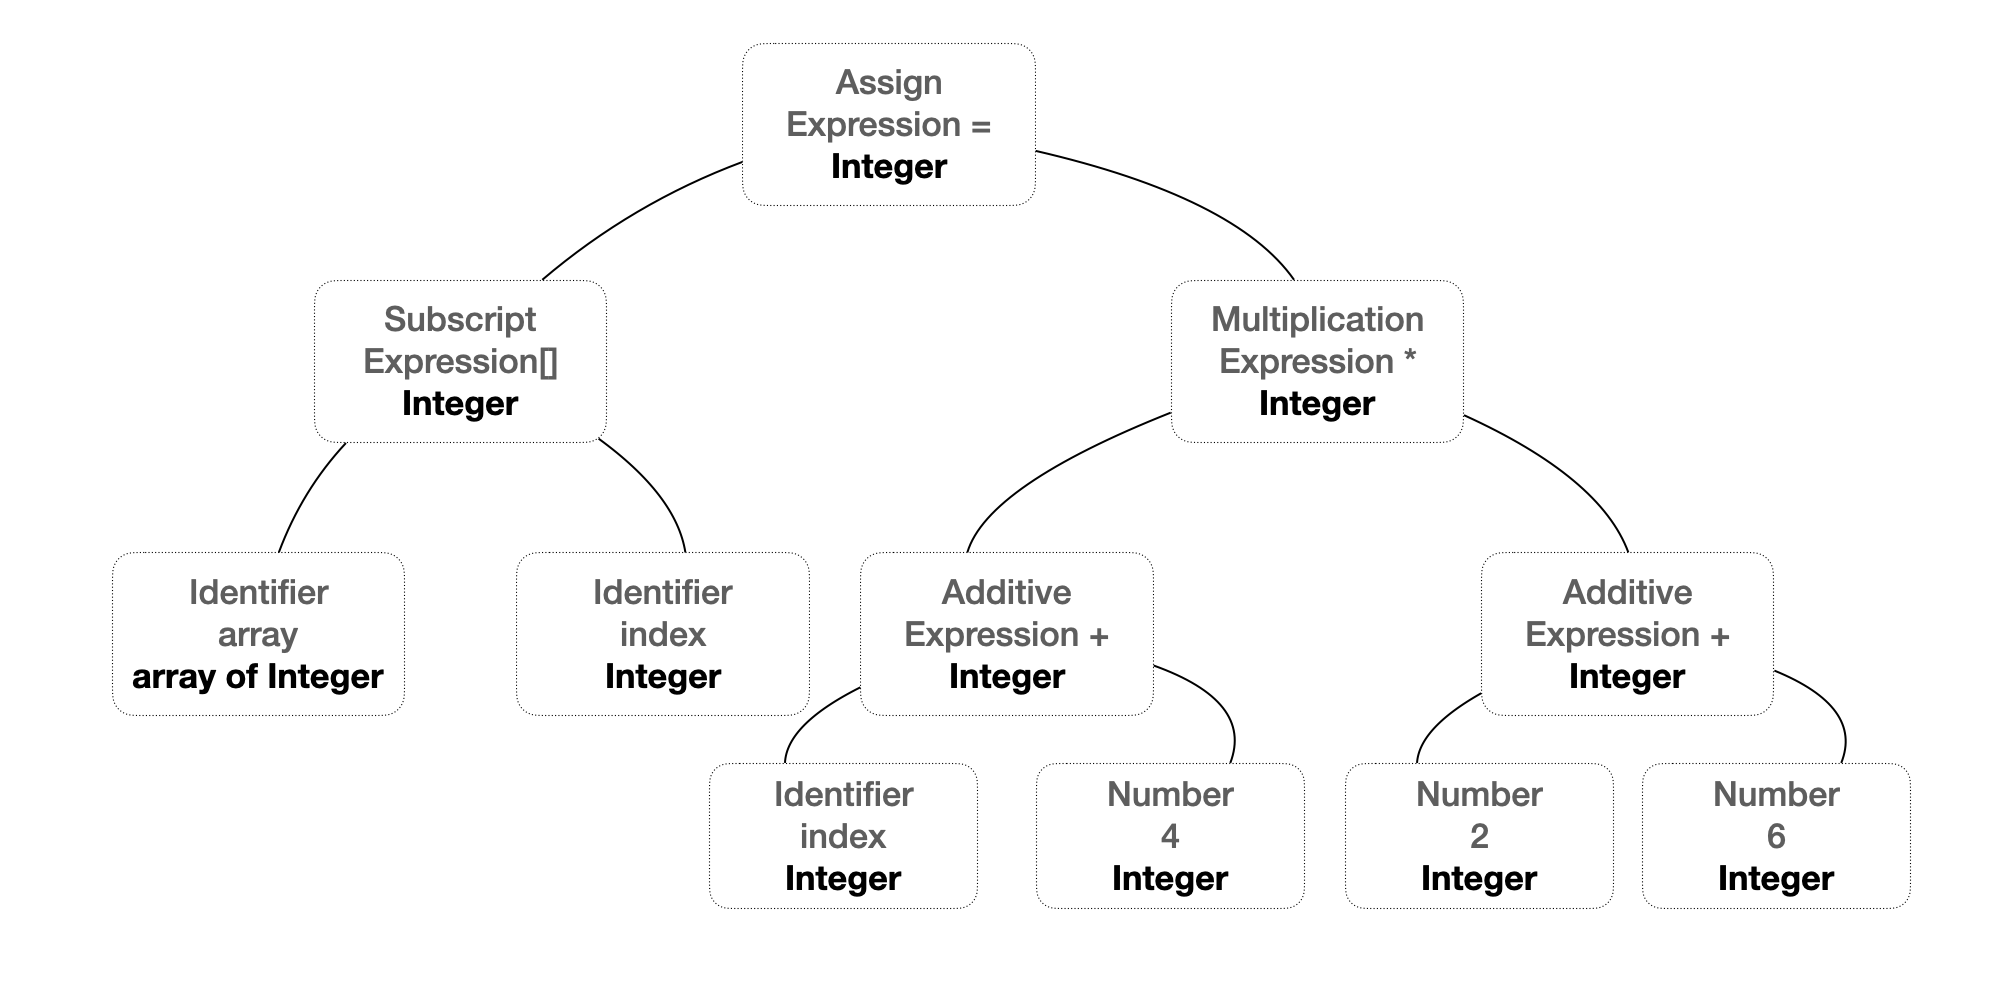 Assign
Expression =
Integer
Subscript
Expression[]
Integer
Multiplication
Expression *
Integer
Identifier
array
array of Integer
Identifier
index
Integer
Additive
Expression +
Integer
Additive
Expression +
Integer
Identifier
index
Integer
Number
4
Integer
Number
2
Integer
Number
6
Integer